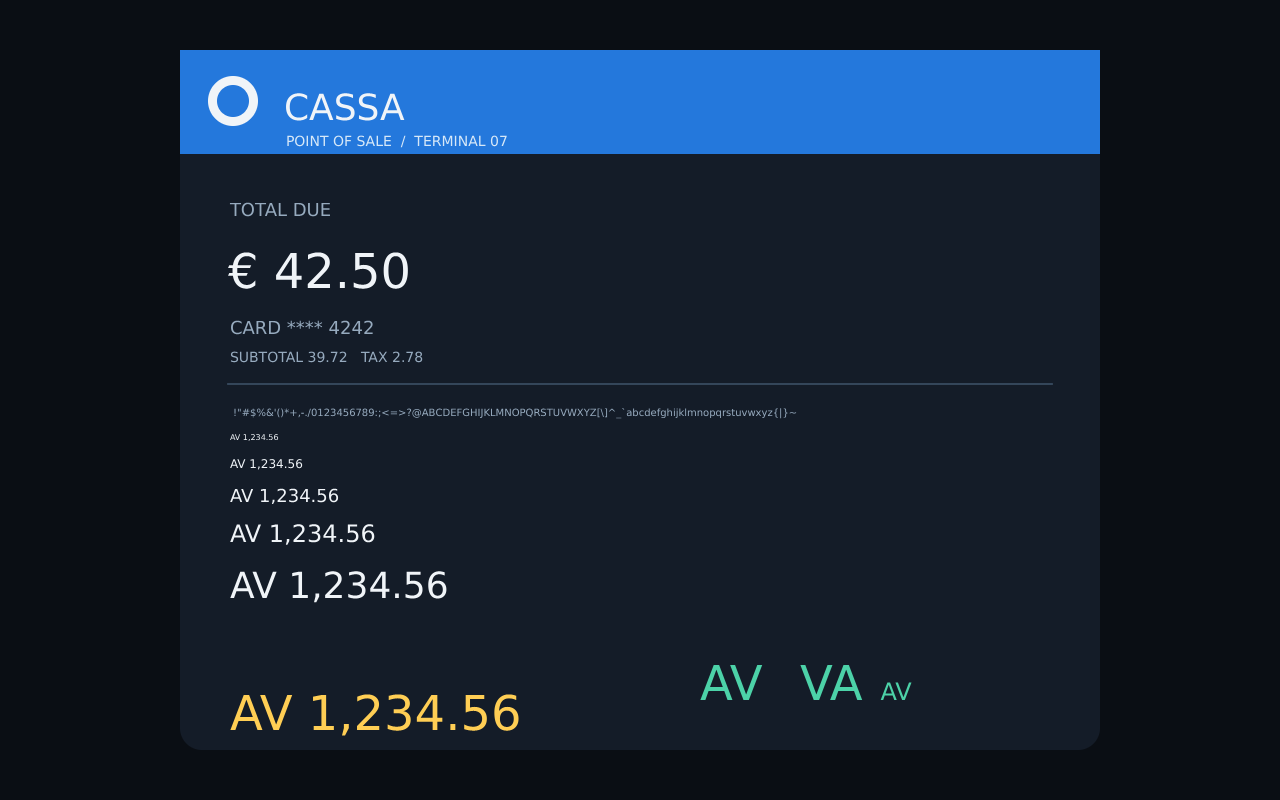 CASSA
POINT OF SALE / TERMINAL 07
TOTAL DUE
€ 42.50
CARD **** 4242
SUBTOTAL 39.72 TAX 2.78
!"#$%&'()*+,-./0123456789:;<=>?@ABCDEFGHIJKLMNOPQRSTUVWXYZ[\]^_`abcdefghijklmnopqrstuvwxyz{|}~
AV 1,234.56
AV 1,234.56
AV 1,234.56
AV 1,234.56
AV 1,234.56
AV VA AV
AV 1,234.56